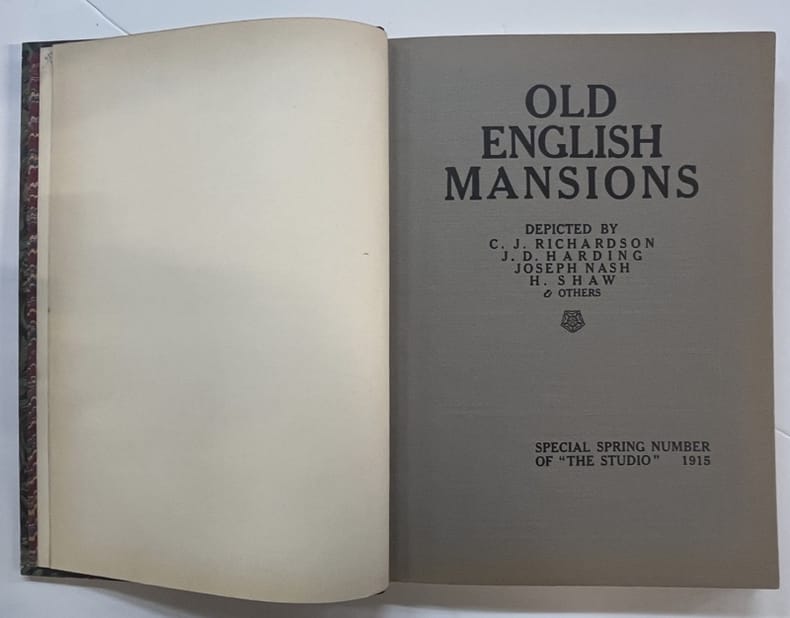 OLD
ENGLISH
MANSIONS
DEPICTED BY
C. J. RICHARDSON
J. D. HARDING
JOSEPH NASH
H. SHAW
& OTHERS
SPECIAL SPRING NUMBER
OF "THE STUDIO" 1915